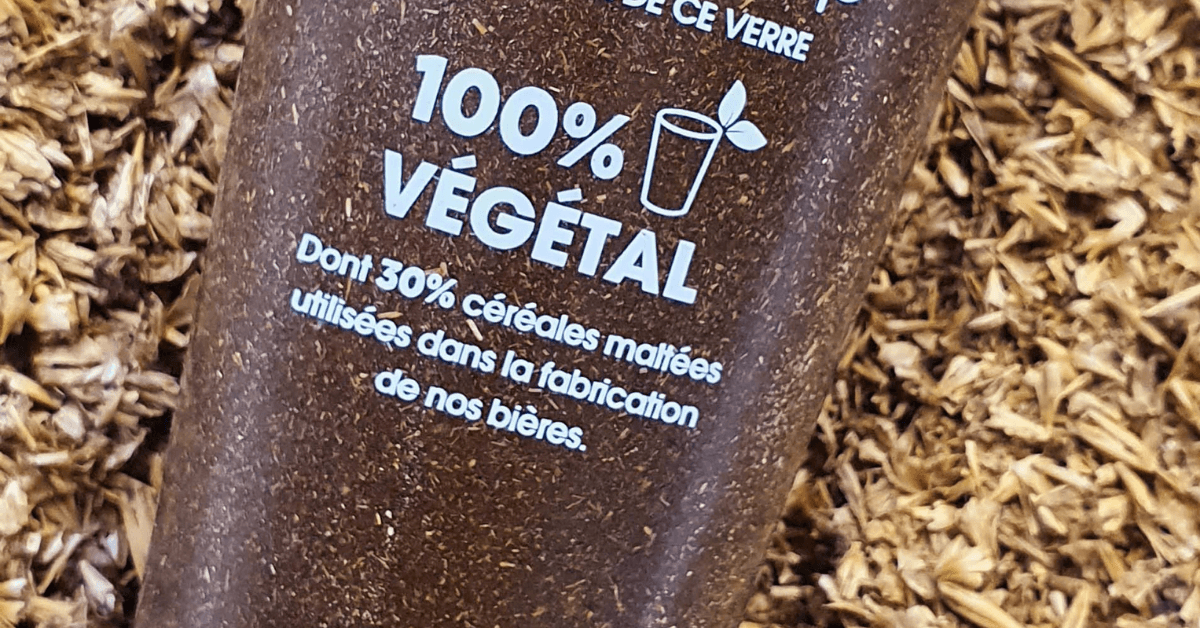 DE CE VERRE
100%
VÉGÉTAL
Dont 30% céréales maltées
utilisées dans la fabrication
de nos bières.